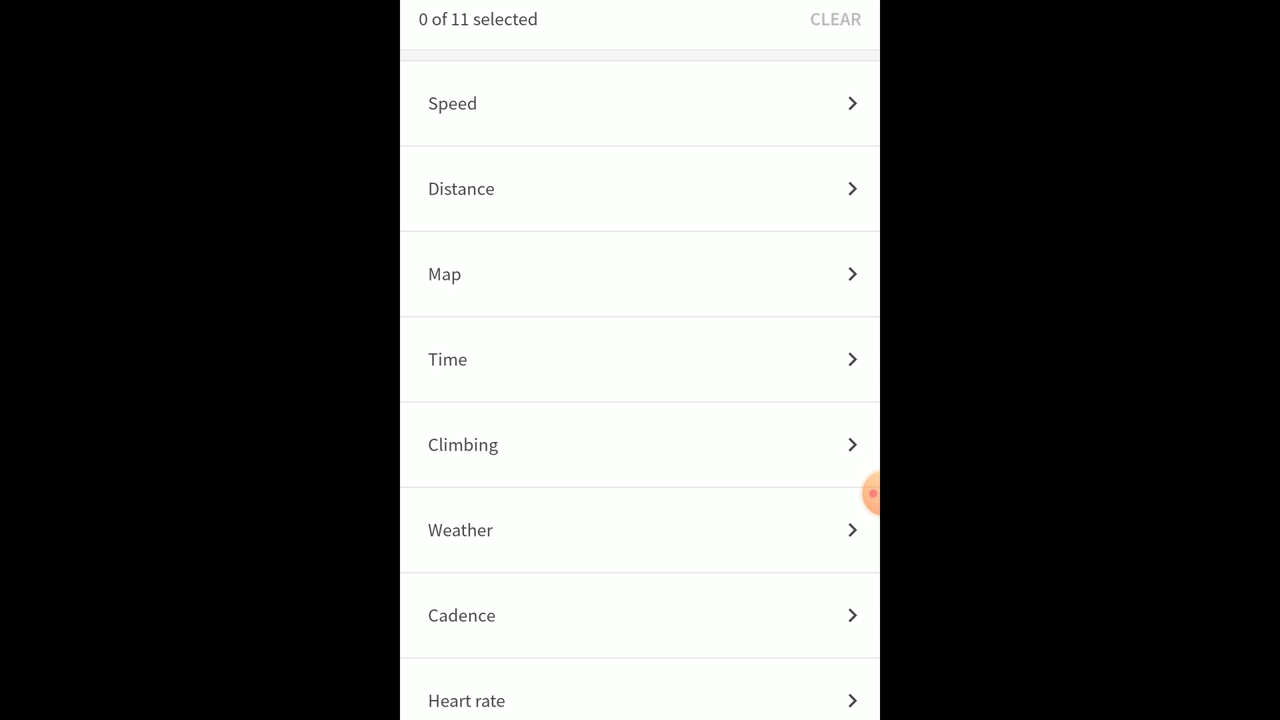 0 of 11 selected CLEAR
Speed
Distance
Map
Time
Climbing
Weather
Cadence
Heart rate